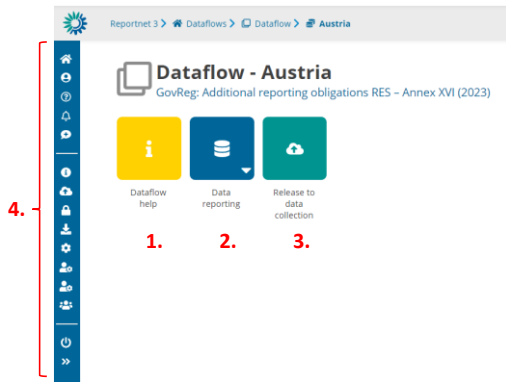 Reportnet 3 > Dataflows > Dataflow > Austria
Dataflow - Austria
GovReg: Additional reporting obligations RES – Annex XVI (2023)
Dataflow
help
Data
reporting
Release to
data
collection
1.
2.
3.
4.